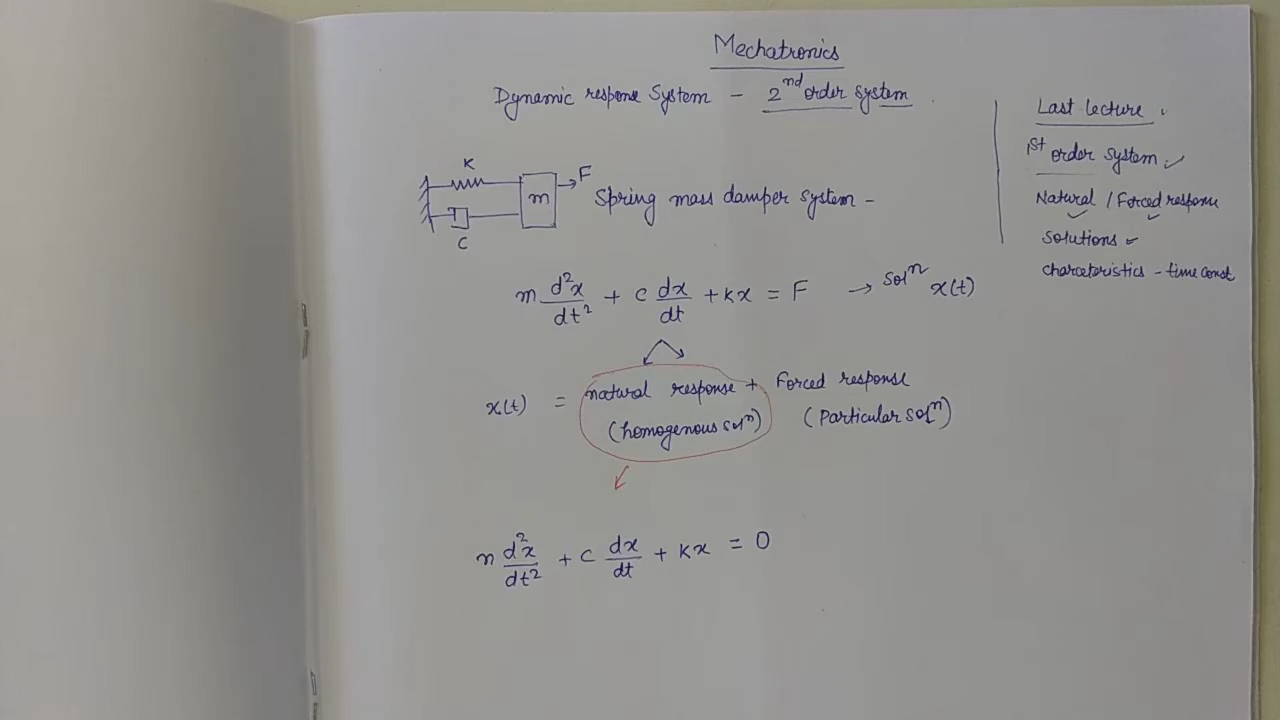 Mechatronics
Dynamic response System - 2nd order system
K
m → F
C
Spring mass damper system -
m d²x/dt² + c dx/dt + kx = F → Solⁿ x(t)
x(t) = natural response + Forced response
(homogenous solⁿ) (Particular solⁿ)
m d²x/dt² + c dx/dt + kx = 0
Last lecture.
1st order system ✓
Natural / Forced response
✓ ✓
Solutions ✓
charcteristics - time const